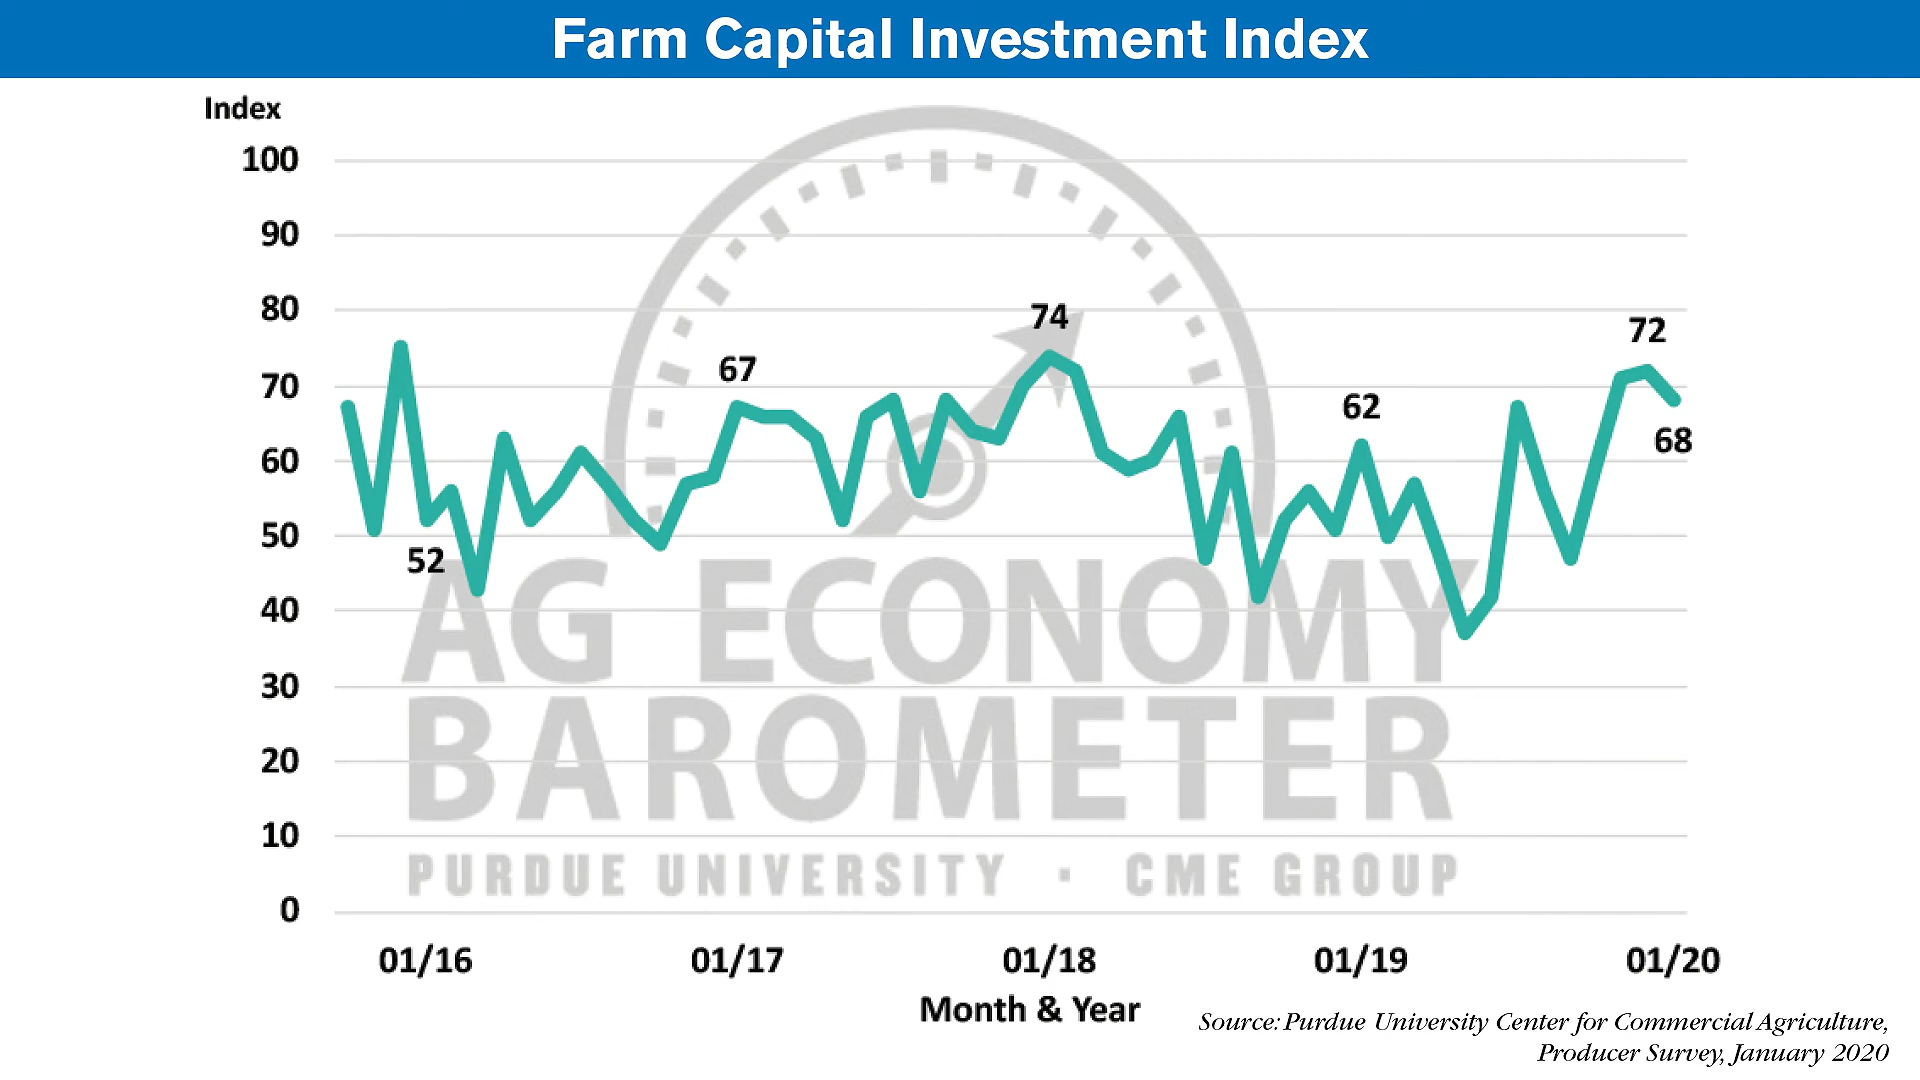 Farm Capital Investment Index
Index
100
90
80
70
60
50
40
30
20
10
0
52
67
74
62
72
68
AG ECONOMY
BAROMETER
PURDUE UNIVERSITY · CME GROUP
01/16 01/17 01/18 01/19 01/20
Month & Year
Source: Purdue University Center for Commercial Agriculture,
Producer Survey, January 2020